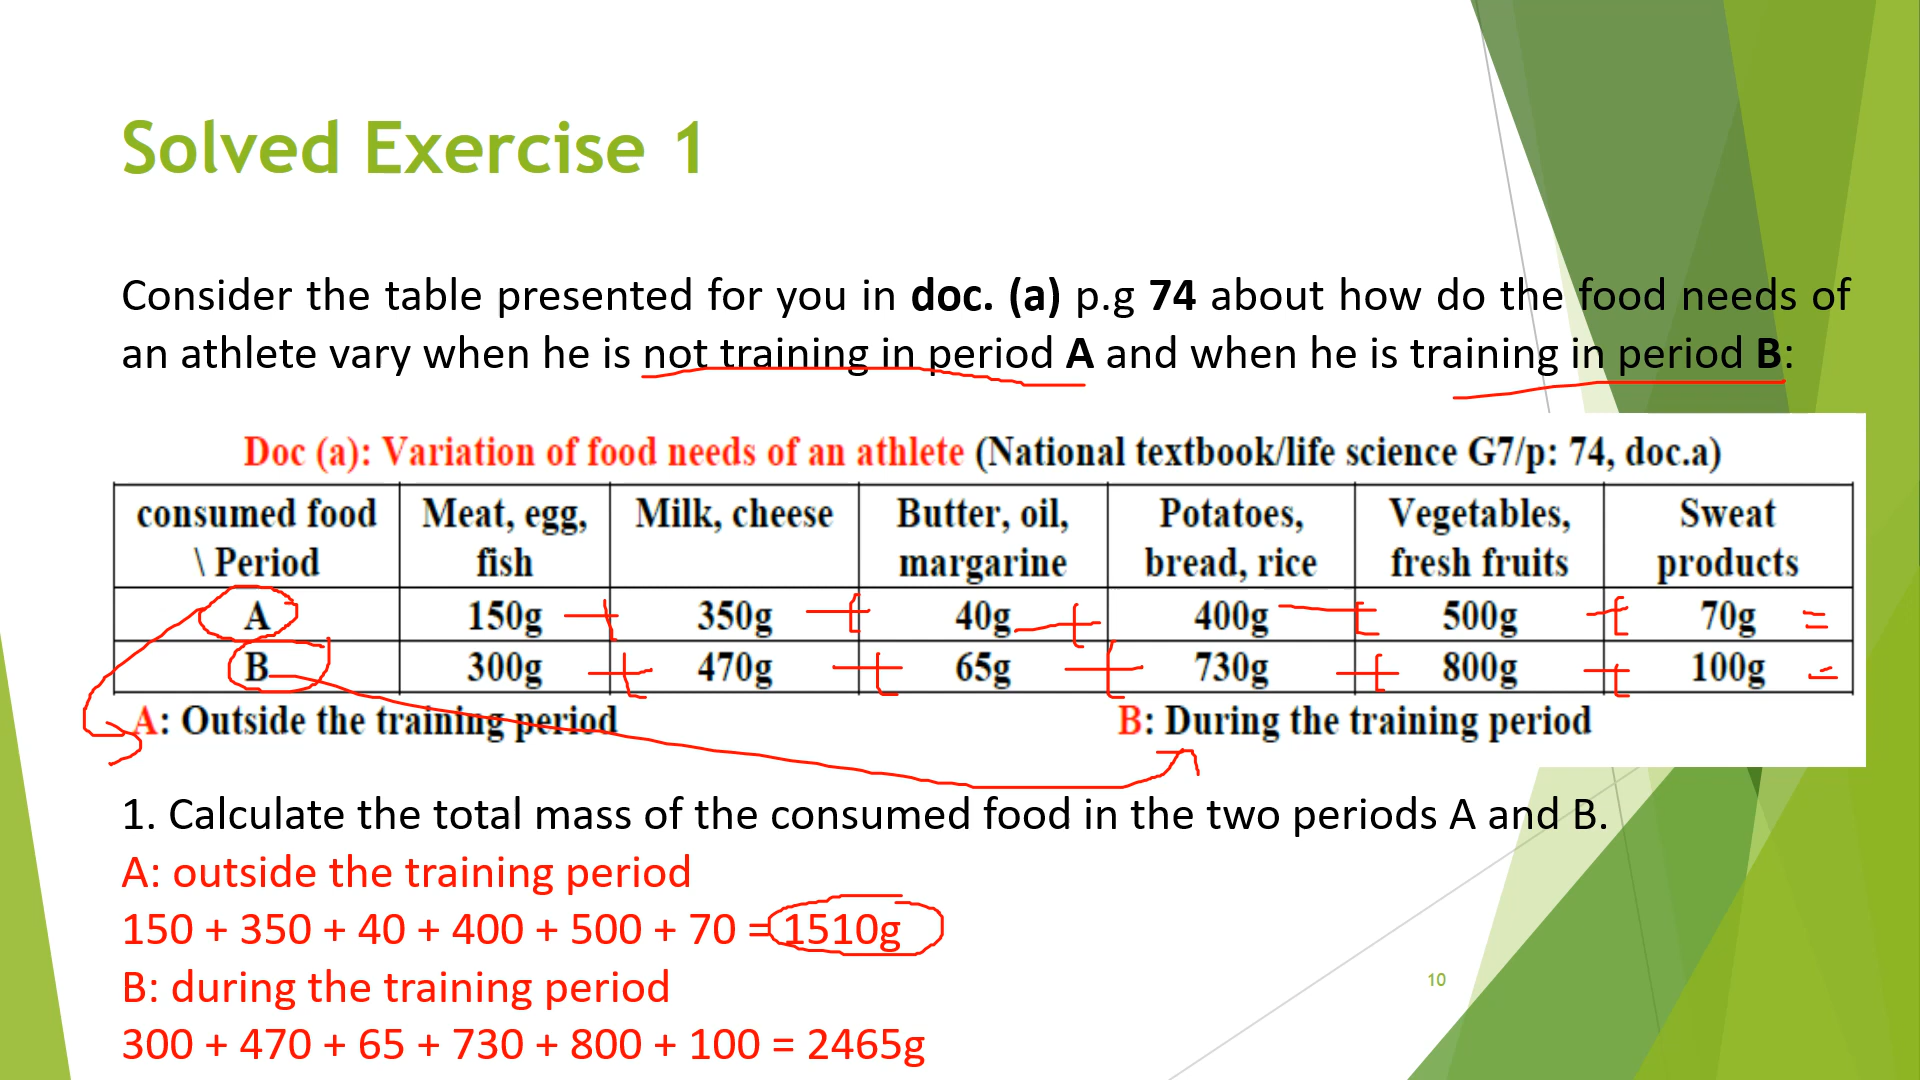 Solved Exercise 1
Consider the table presented for you in doc. (a) p.g 74 about how do the food needs of
an athlete vary when he is not training in period A and when he is training in period B:
Doc (a): Variation of food needs of an athlete (National textbook/life science G7/p: 74, doc.a)
consumed food \ Period Meat, egg, fish Milk, cheese Butter, oil, margarine Potatoes, bread, rice Vegetables, fresh fruits Sweat products
A 150g + 350g + 40g + 400g + 500g + 70g =
B 300g + 470g + 65g + 730g + 800g + 100g =
A: Outside the training period B: During the training period
1. Calculate the total mass of the consumed food in the two periods A and B.
A: outside the training period
150 + 350 + 40 + 400 + 500 + 70 = 1510g
B: during the training period
300 + 470 + 65 + 730 + 800 + 100 = 2465g
10